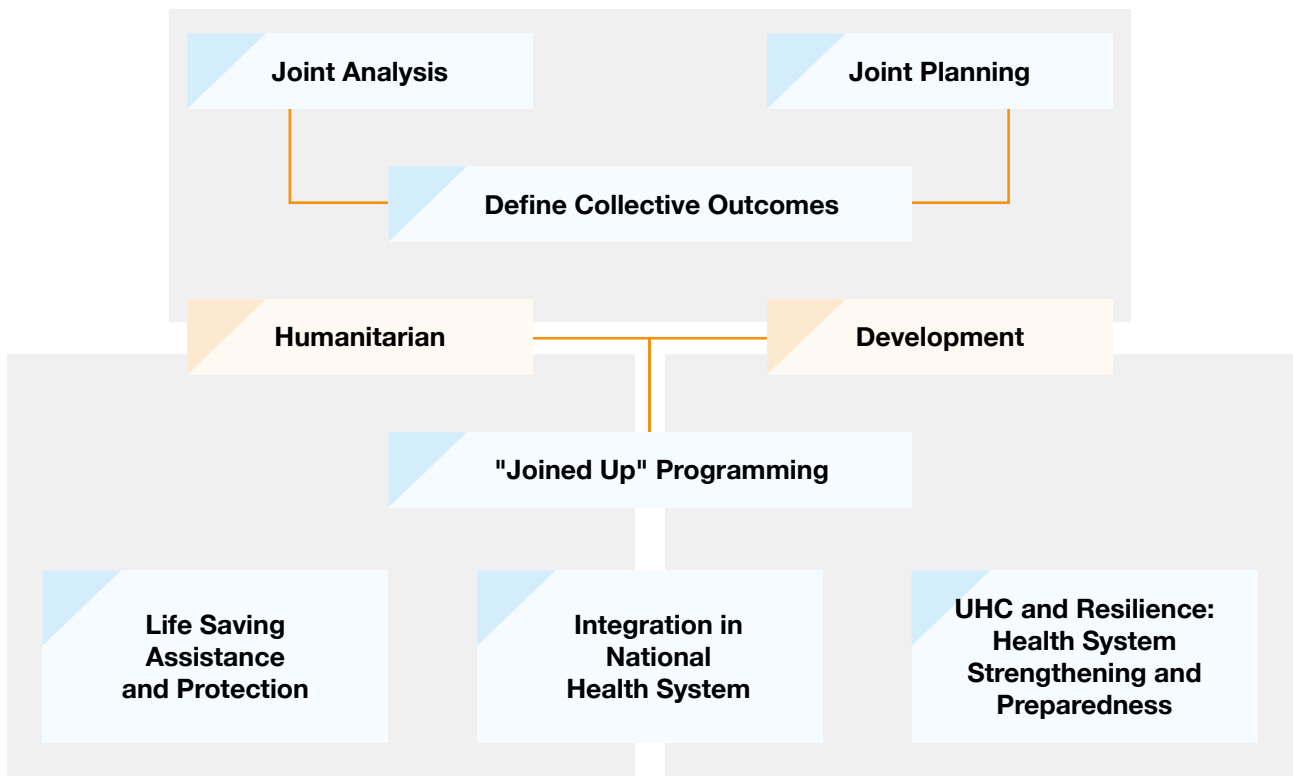 Joint Analysis
Joint Planning
Define Collective Outcomes
Humanitarian
Development
"Joined Up" Programming
Life Saving
Assistance
and Protection
Integration in
National
Health System
UHC and Resilience:
Health System
Strengthening and
Preparedness